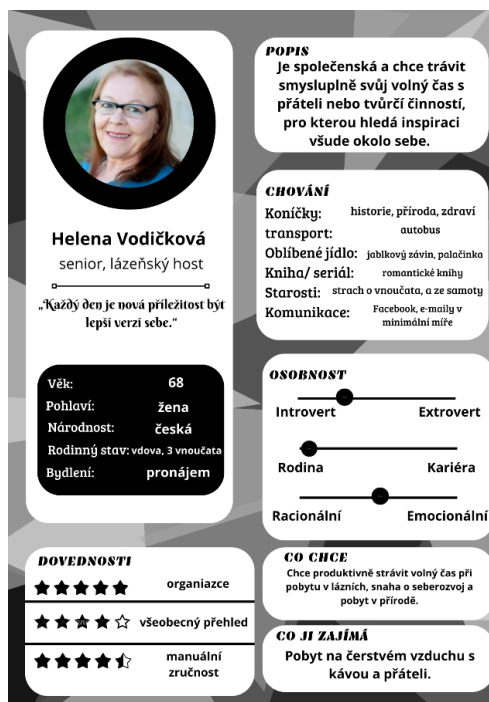 Helena Vodičková
senior, lázeňský host
„Každý den je nová příležitost být
lepší verzí sebe.“
Věk: 68
Pohlaví: žena
Národnost: česká
Rodinný stav: vdova, 3 vnoučata
Bydlení: pronájem
DOVEDNOSTI
organiazce
všeobecný přehled
manuální
zručnost
POPIS
Je společenská a chce trávit
smysluplně svůj volný čas s
přáteli nebo tvůrčí činností,
pro kterou hledá inspiraci
všude okolo sebe.
CHOVÁNÍ
Koníčky: historie, příroda, zdraví
transport: autobus
Oblíbené jídlo: jablkový závin, palačinka
Kniha/ seriál: romantické knihy
Starosti: strach o vnoučata, a ze samoty
Komunikace: Facebook, e-maily v
minimální míře
OSOBNOST
Introvert Extrovert
Rodina Kariéra
Racionální Emocionální
CO CHCE
Chce produktivně strávit volný čas při
pobytu v lázních, snaha o seberozvoj a
pobyt v přírodě.
CO JI ZAJÍMÁ
Pobyt na čerstvém vzduchu s
kávou a přáteli.